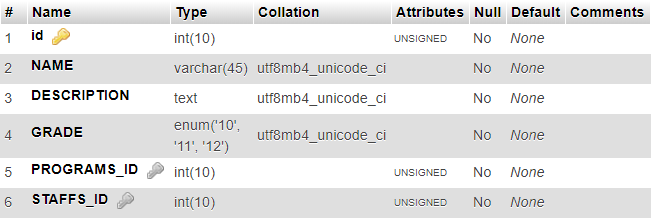 # Name Type Collation Attributes Null Default Comments
1 id int(10) UNSIGNED No None
2 NAME varchar(45) utf8mb4_unicode_ci No None
3 DESCRIPTION text utf8mb4_unicode_ci No None
4 GRADE enum('10', '11', '12') utf8mb4_unicode_ci No None
5 PROGRAMS_ID int(10) UNSIGNED No None
6 STAFFS_ID int(10) UNSIGNED No None